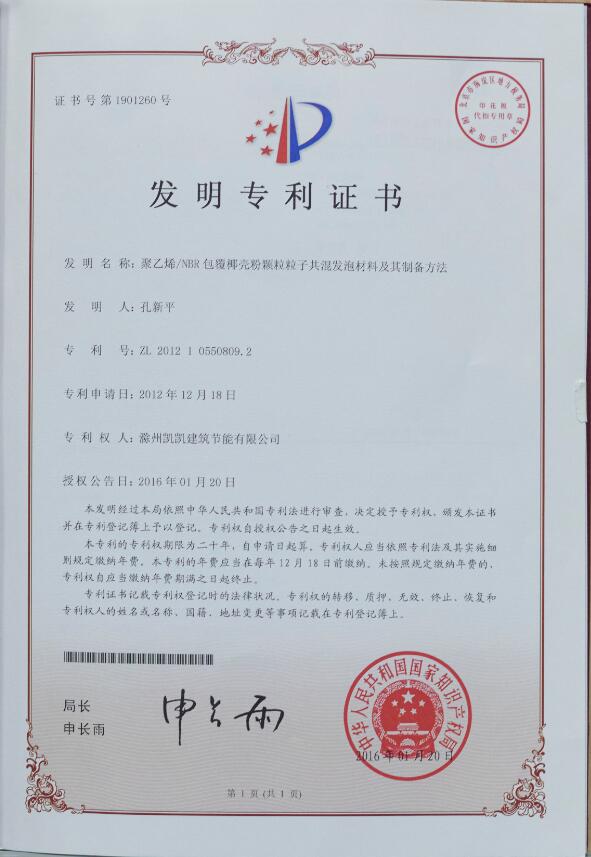 证书号第1901260号
印花税
代扣专用章
国家知识产权局
发明专利证书
发明名称：聚乙烯/NBR包覆椰壳粉颗粒粒子共混发泡材料及其制备方法
发明人：孔新平
专利号：ZL 2012 1 0550809.2
专利申请日：2012年12月18日
专利权人：滁州凯凯建筑节能有限公司
授权公告日：2016年01月20日
本发明经过本局依照中华人民共和国专利法进行审查，决定授予专利权，颁发本证书
并在专利登记簿上予以登记。专利权自授权公告之日起生效。
本专利的专利权期限为二十年，自申请日起算。专利权人应当依照专利法及其实施细
则规定缴纳年费。本专利的年费应当在每年12月18日前缴纳。未按照规定缴纳年费的，
专利权自应当缴纳年费期满之日起终止。
专利证书记载专利权登记时的法律状况。专利权的转移、质押、无效、终止、恢复和
专利权人的姓名或名称、国籍、地址变更等事项记载在专利登记簿上。
局长
申长雨
申长雨
中华人民共和国国家知识产权局
2016年01月20日
第1页(共1页)